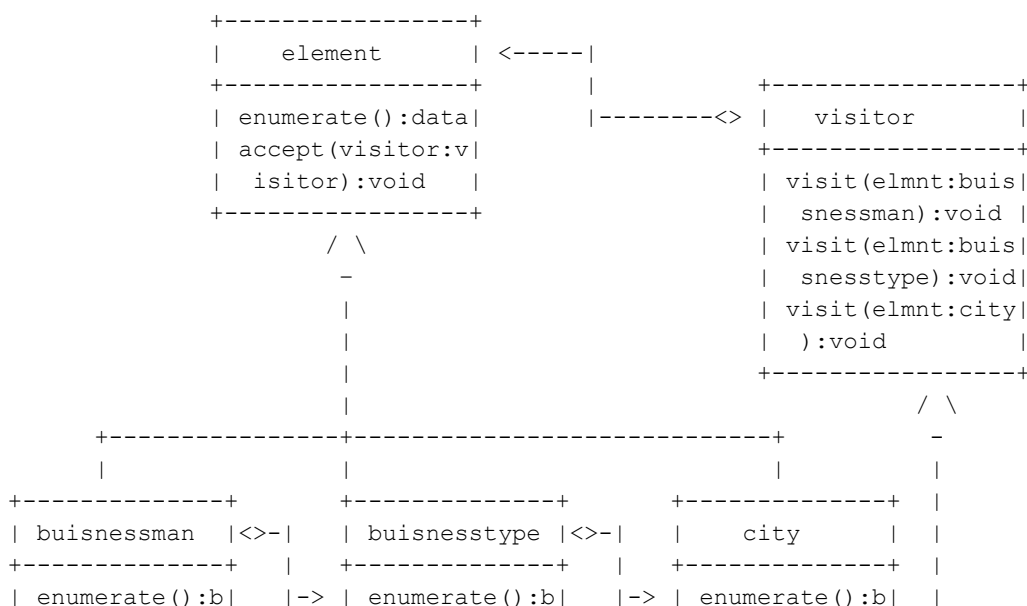 element
enumerate():data
accept(visitor:v
isitor):void
visitor
visit(elmnt:buis
snessman):void
visit(elmnt:buis
snesstype):void
visit(elmnt:city
):void
buisnessman
buisnesstype
city
enumerate():b
enumerate():b
enumerate():b